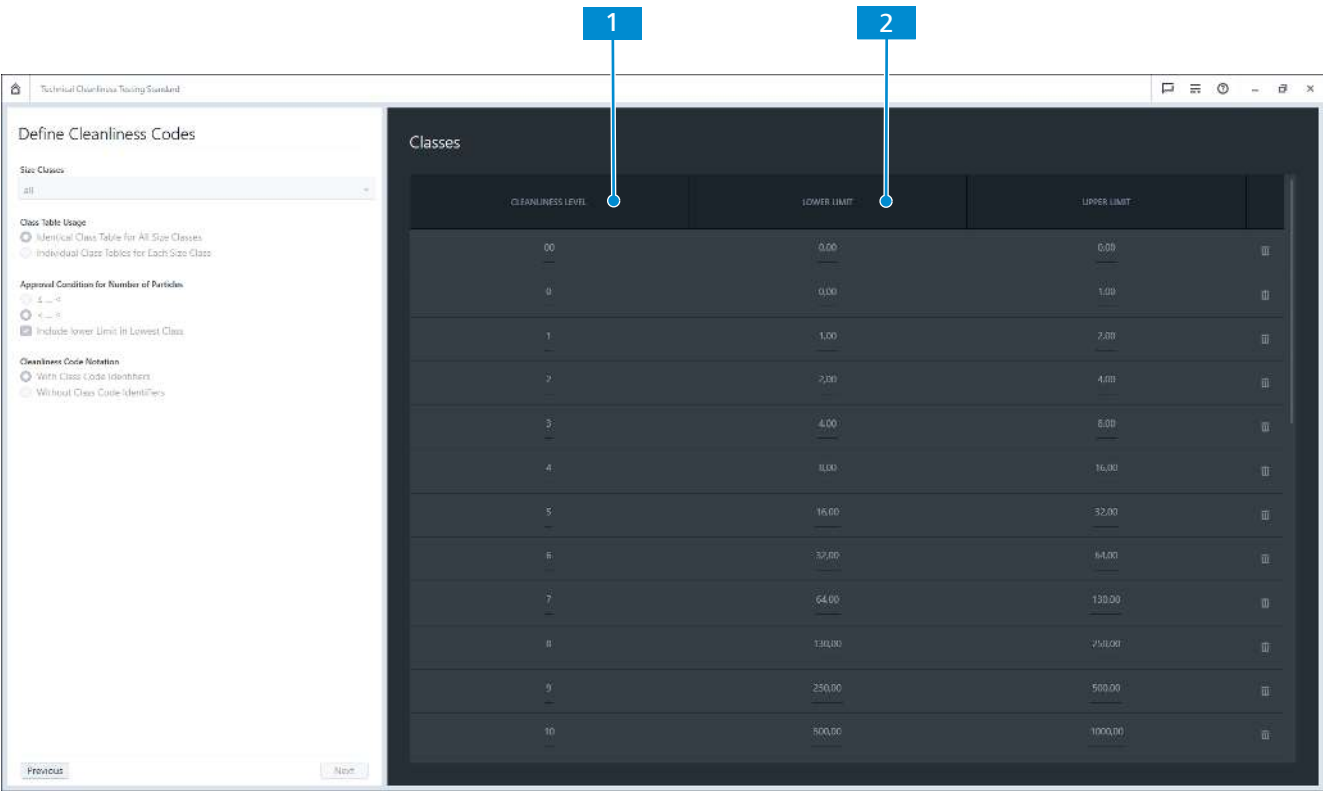 1 2
Technical Cleanliness Testing Standard
Define Cleanliness Codes
Size Classes
all
Class Table Usage
Identical Class Table for All Size Classes
Individual Class Tables for Each Size Class
Approval Condition for Number of Particles
≤ ... <
< ... ≤
Include lower Limit in Lowest Class
Cleanliness Code Notation
With Class Code Identifiers
Without Class Code Identifiers
Previous Next
Classes
CLEANLINESS LEVEL LOWER LIMIT UPPER LIMIT
00 0,00 0,00
0 0,00 1,00
1 1,00 2,00
2 2,00 4,00
3 4,00 8,00
4 8,00 16,00
5 16,00 32,00
6 32,00 64,00
7 64,00 130,00
8 130,00 250,00
9 250,00 500,00
10 500,00 1000,00